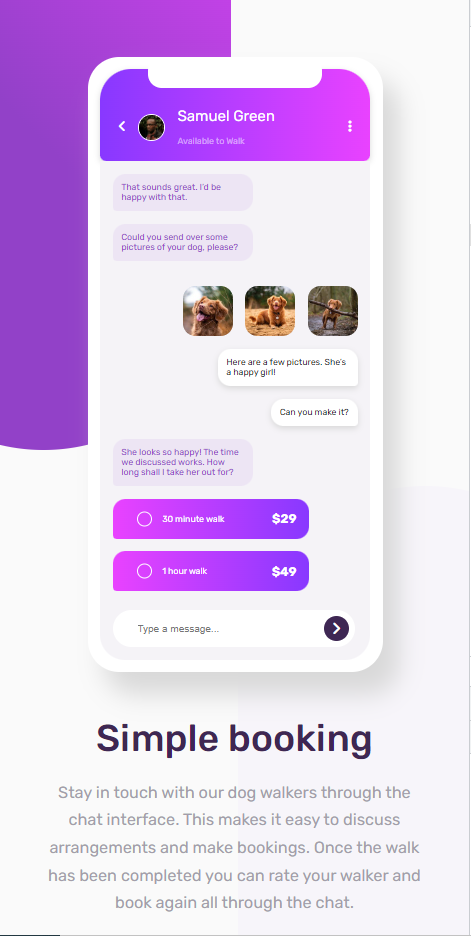 Samuel Green
Available to Walk
That sounds great. I'd be
happy with that.
Could you send over some
pictures of your dog, please?
Here are a few pictures. She's
a happy girl!
Can you make it?
She looks so happy! The time
we discussed works. How
long shall I take her out for?
30 minute walk $29
1 hour walk $49
Type a message...
Simple booking
Stay in touch with our dog walkers through the
chat interface. This makes it easy to discuss
arrangements and make bookings. Once the walk
has been completed you can rate your walker and
book again all through the chat.